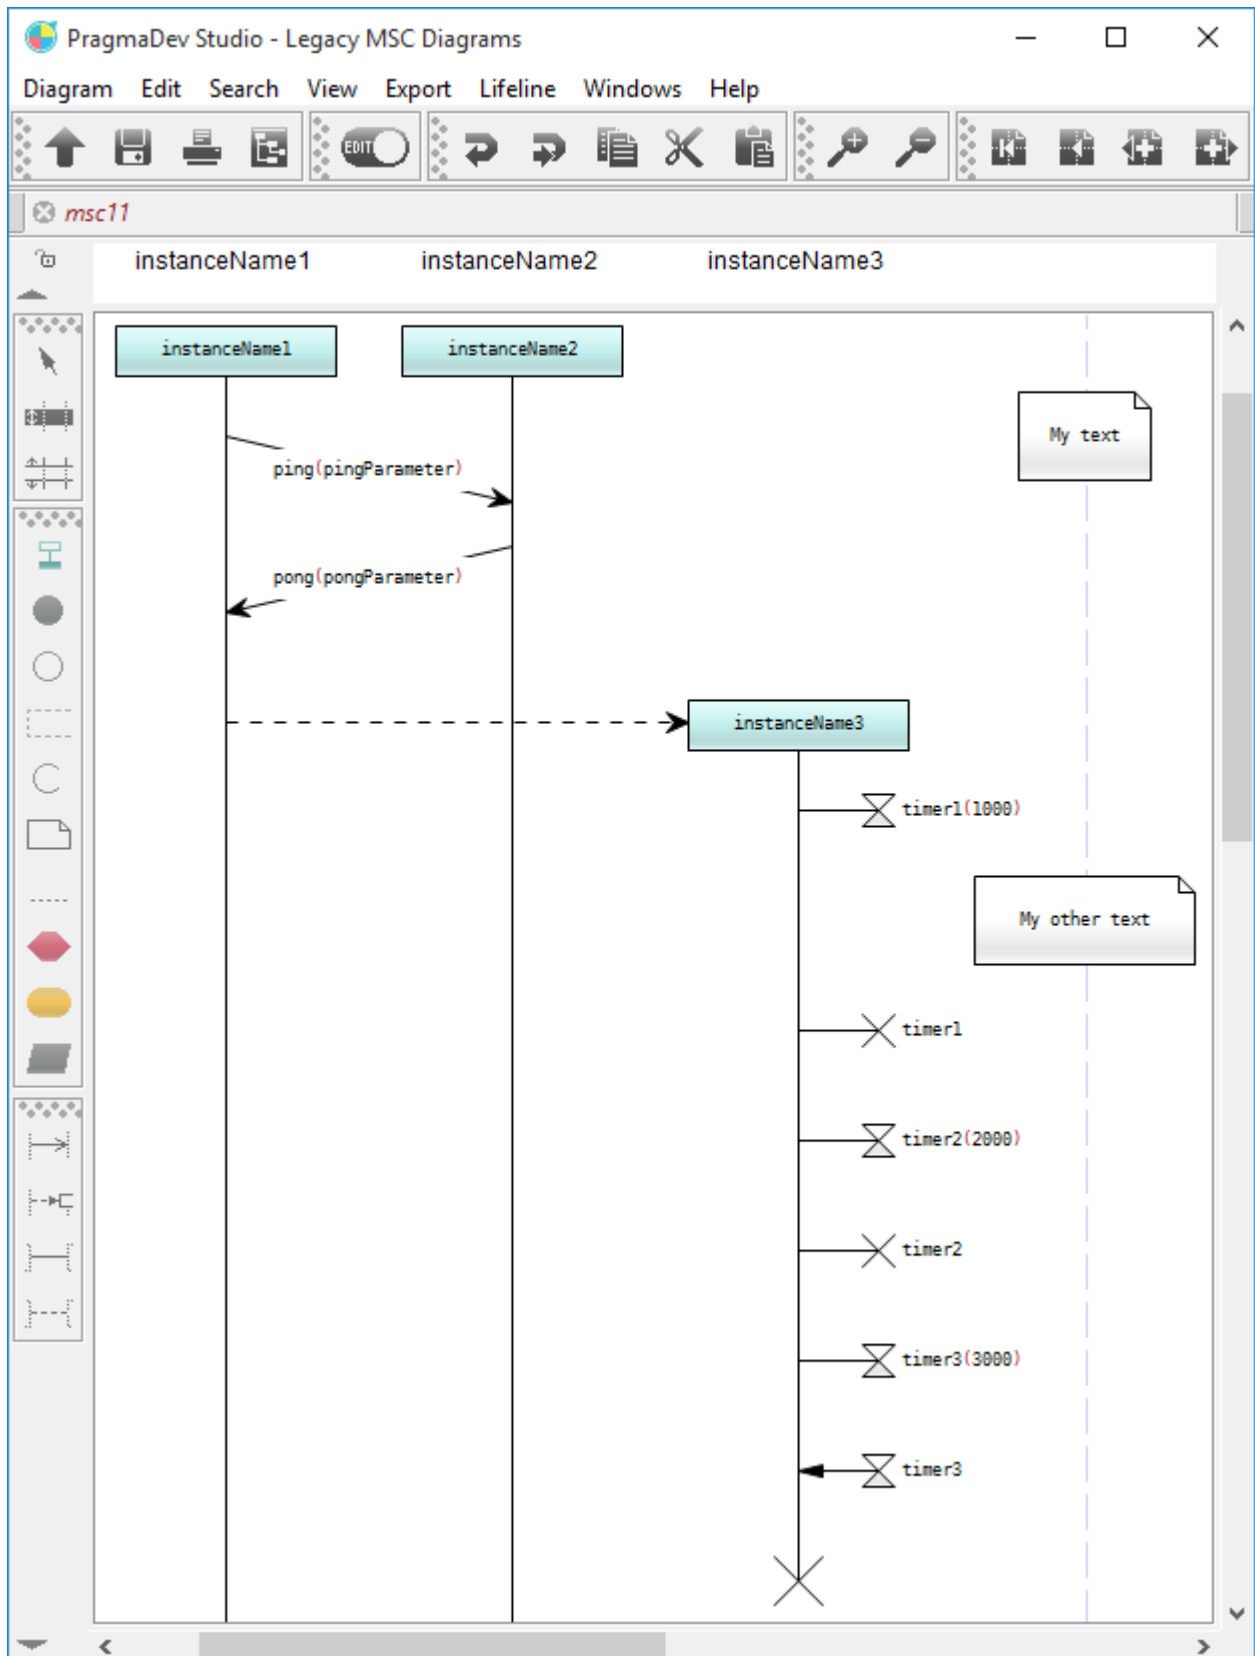 PragmaDev Studio - Legacy MSC Diagrams
Diagram Edit Search View Export Lifeline Windows Help
EDIT
msc11
instanceName1 instanceName2 instanceName3
instanceName1 instanceName2
My text
ping(pingParameter)
pong(pongParameter)
instanceName3
timer1(1000)
My other text
timer1
timer2(2000)
timer2
timer3(3000)
timer3